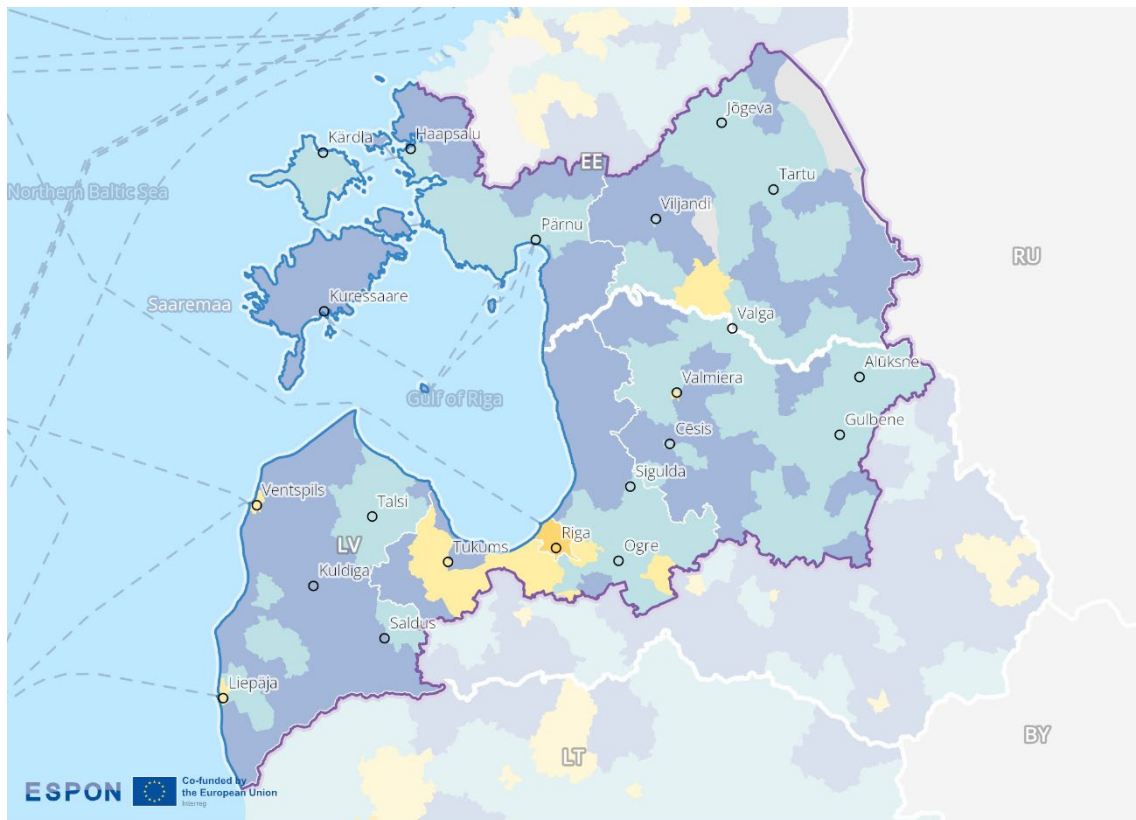 Jõgeva
Kärdla
Haapsalu
EE
Northern Baltic Sea
Tartu
Viljandi
Pärnu
RU
Saaremaa
Kuressaare
Valga
Alūksne
Valmiera
Gulf of Riga
Gulbene
Cēsis
Sigulda
Ventspils
Talsi
LV
Riga
Tukums
Ogre
Kuldīga
Saldus
Liepāja
BY
LT
ESPON
Co-funded by
the European Union
Interreg